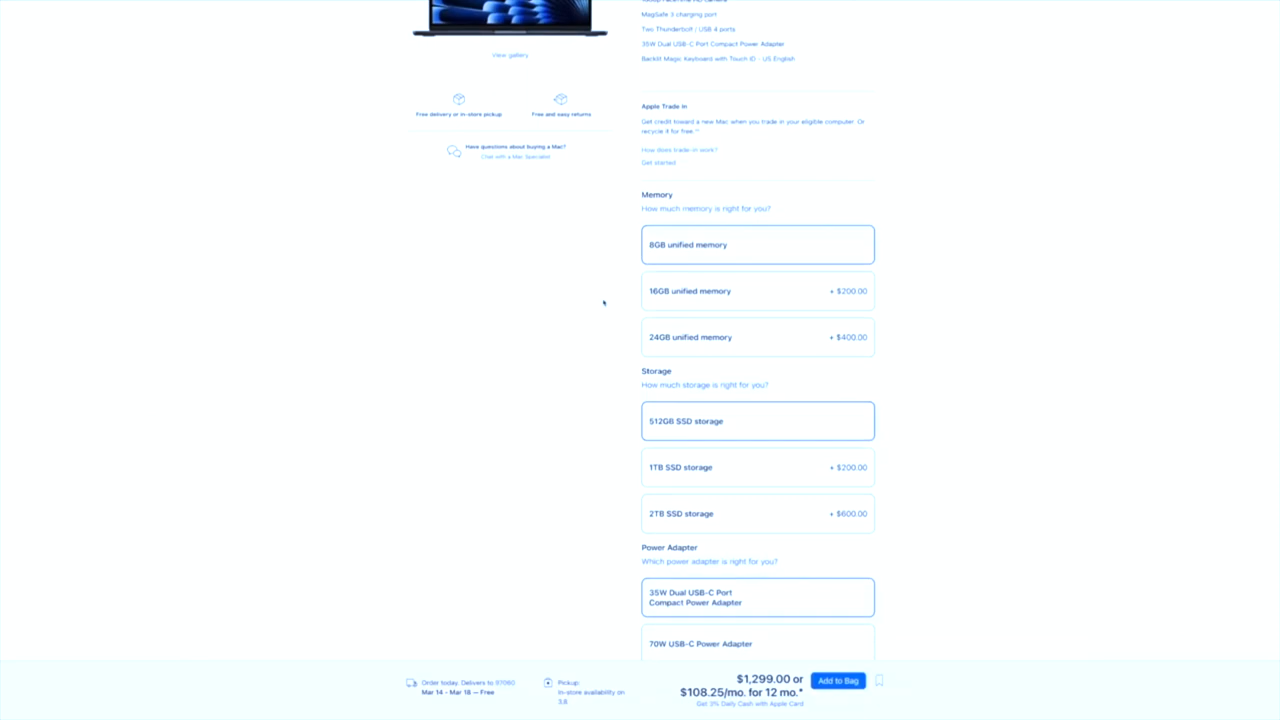 MagSafe 3 charging port
Two Thunderbolt / USB 4 ports
35W Dual USB-C Port Compact Power Adapter
Backlit Magic Keyboard with Touch ID - US English
View gallery
Free delivery or in-store pickup
Free and easy returns
Have questions about buying a Mac?
Chat with a Mac Specialist
Apple Trade In
Get credit toward a new Mac when you trade in your eligible computer. Or
recycle it for free.**
How does trade-in work?
Get started
Memory
How much memory is right for you?
8GB unified memory
16GB unified memory + $200.00
24GB unified memory + $400.00
Storage
How much storage is right for you?
512GB SSD storage
1TB SSD storage + $200.00
2TB SSD storage + $600.00
Power Adapter
Which power adapter is right for you?
35W Dual USB-C Port
Compact Power Adapter
70W USB-C Power Adapter
Order today. Delivers to 97060
Mar 14 - Mar 18 — Free
Pickup:
In-store availability on
3.8
$1,299.00 or
$108.25/mo. for 12 mo.*
Get 3% Daily Cash with Apple Card
Add to Bag